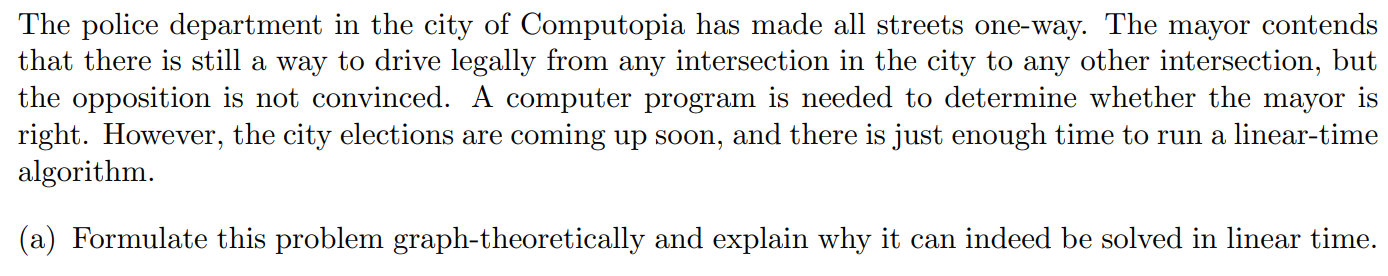 The police department in the city of Computopia has made all streets one-way. The mayor contends
that there is still a way to drive legally from any intersection in the city to any other intersection, but
the opposition is not convinced. A computer program is needed to determine whether the mayor is
right. However, the city elections are coming up soon, and there is just enough time to run a linear-time
algorithm.
(a) Formulate this problem graph-theoretically and explain why it can indeed be solved in linear time.